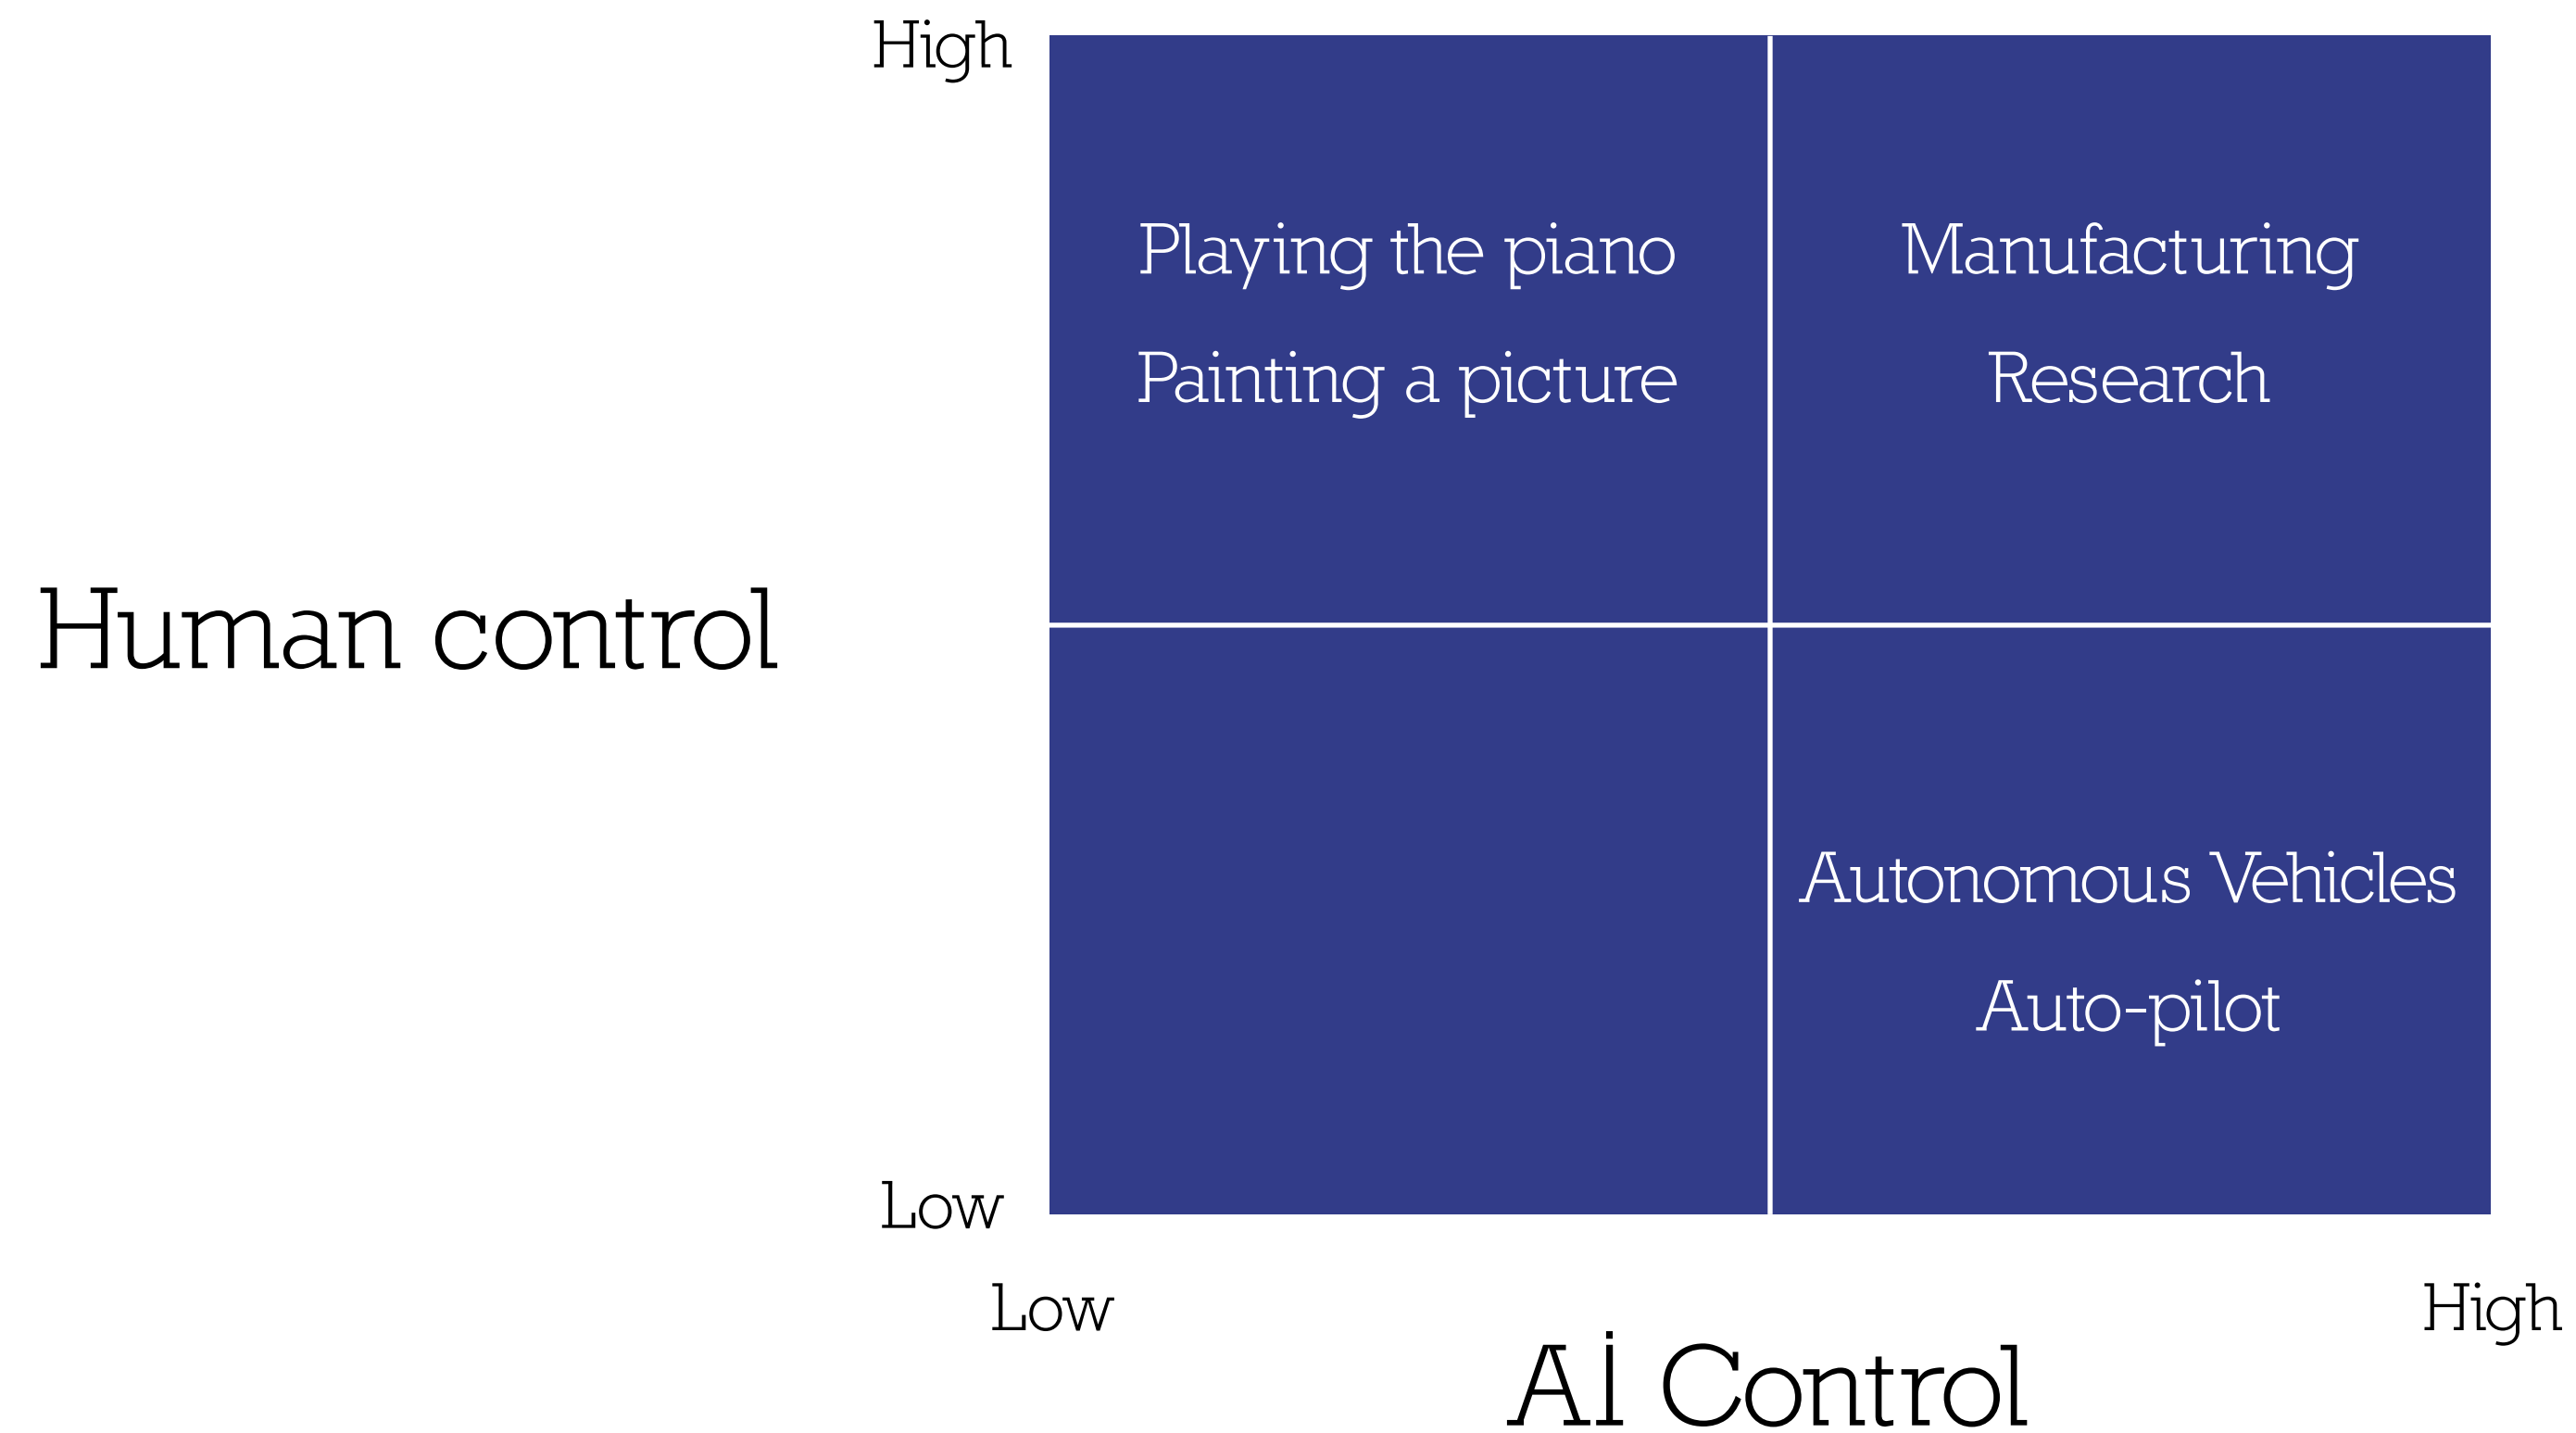 High
Playing the piano
Painting a picture
Manufacturing
Research
Human control
Autonomous Vehicles
Auto-pilot
Low
Low
High
Aİ Control